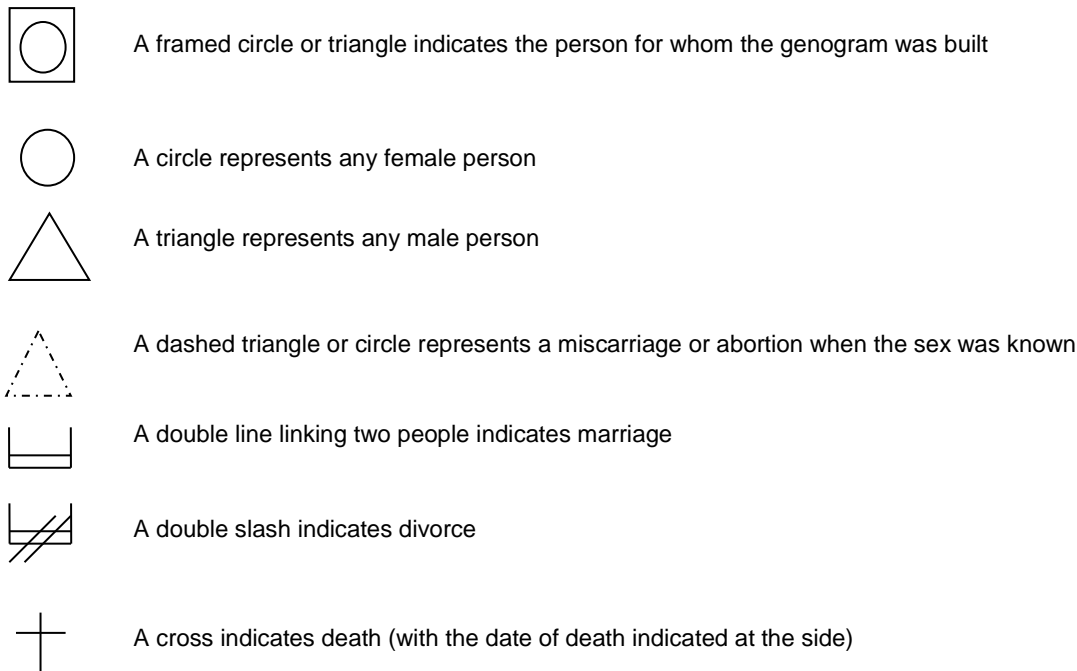 A framed circle or triangle indicates the person for whom the genogram was built
A circle represents any female person
A triangle represents any male person
A dashed triangle or circle represents a miscarriage or abortion when the sex was known
A double line linking two people indicates marriage
A double slash indicates divorce
A cross indicates death (with the date of death indicated at the side)